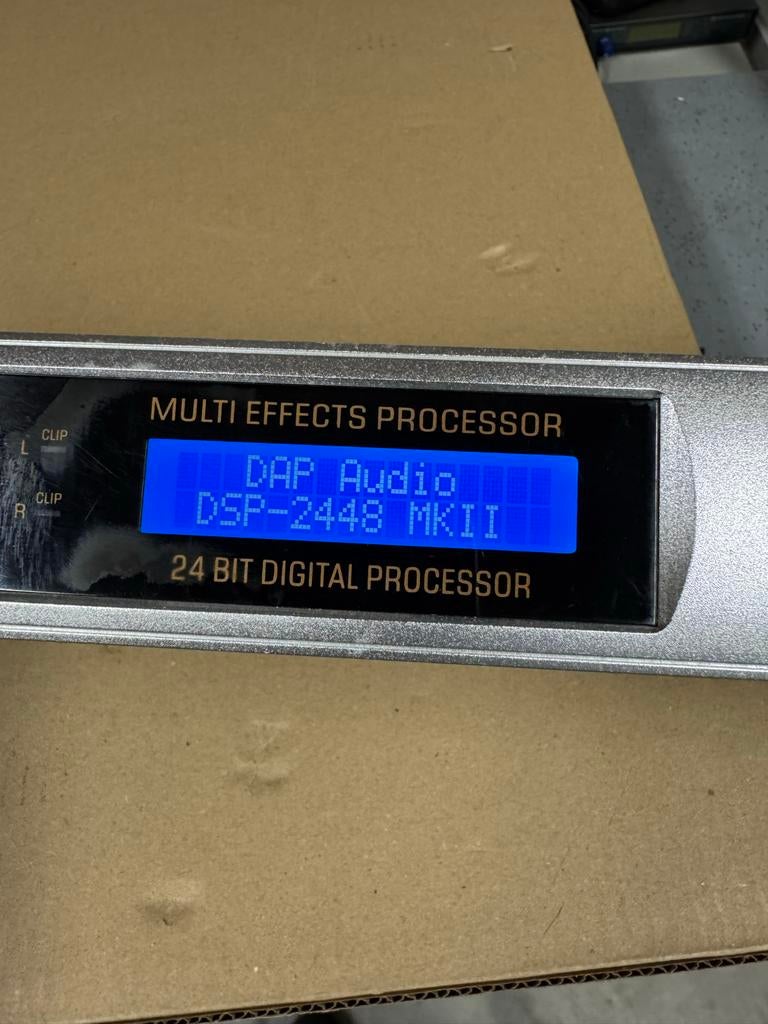 MULTI EFFECTS PROCESSOR
L CLIP
DAP Audio
DSP-2448 MKII
R CLIP
24 BIT DIGITAL PROCESSOR